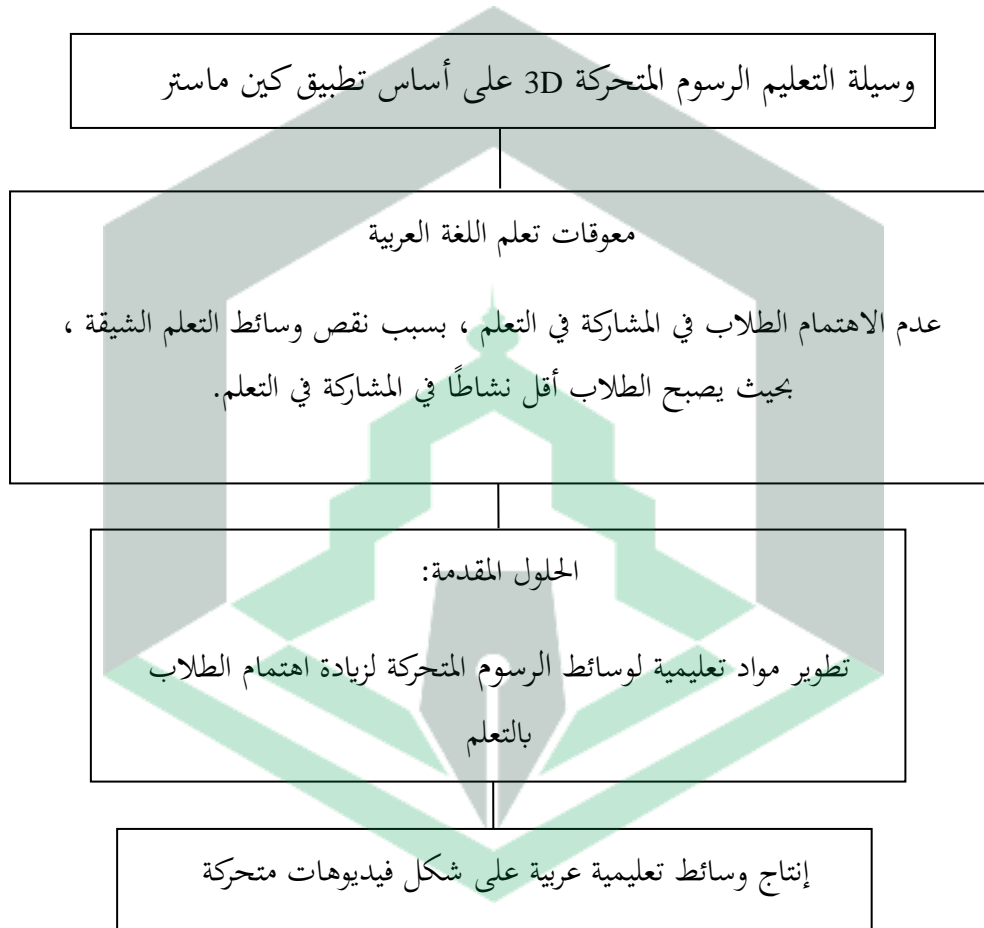 وسيلة التعليم الرسوم المتحركة 3D على أساس تطبيق كين ماستر
معوقات تعلم اللغة العربية
عدم الاهتمام الطلاب في المشاركة في التعلم ، بسبب نقص وسائط التعلم الشيقة ،
بحيث يصبح الطلاب أقل نشاطًا في المشاركة في التعلم.
الحلول المقدمة:
تطوير مواد تعليمية لوسائط الرسوم المتحركة لزيادة اهتمام الطلاب
بالتعلم
إنتاج وسائط تعليمية عربية على شكل فيديوهات متحركة